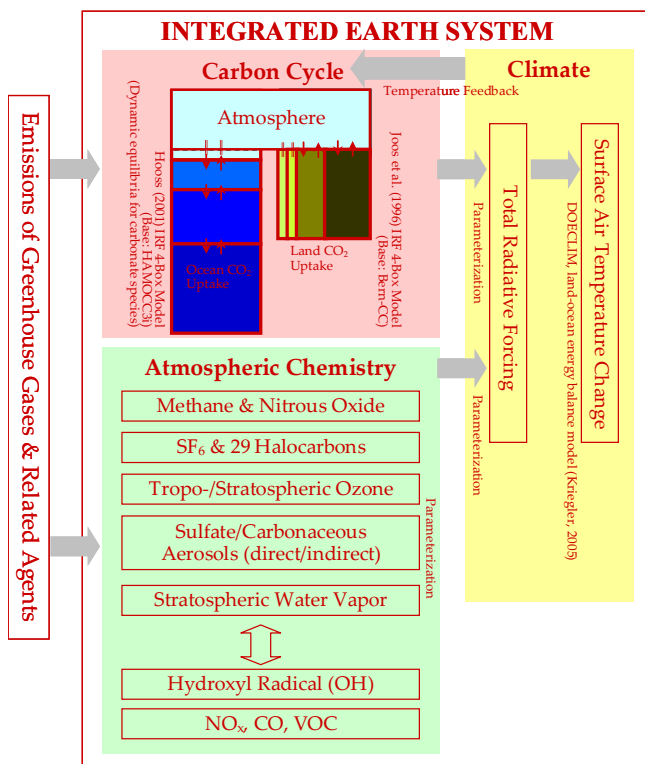 INTEGRATED EARTH SYSTEM
Emissions of Greenhouse Gases & Related Agents
Carbon Cycle
(Dynamic equilibria for carbonate species)
Hooss (2001) IRF 4-Box Model
(Base: HAMOCC3i)
Atmosphere
Ocean CO₂
Uptake
Land CO₂
Uptake
Joos et al. (1996) IRF 4-Box Model
(Base: Bern-CC)
Temperature Feedback
Climate
Parameterization
Total Radiative Forcing
Parameterization
Surface Air Temperature Change
DOECLIM, land-ocean energy balance model (Kriegler, 2005)
Atmospheric Chemistry
Methane & Nitrous Oxide
SF₆ & 29 Halocarbons
Tropo-/Stratospheric Ozone
Sulfate/Carbonaceous
Aerosols (direct/indirect)
Stratospheric Water Vapor
Parameterization
Hydroxyl Radical (OH)
NOₓ, CO, VOC